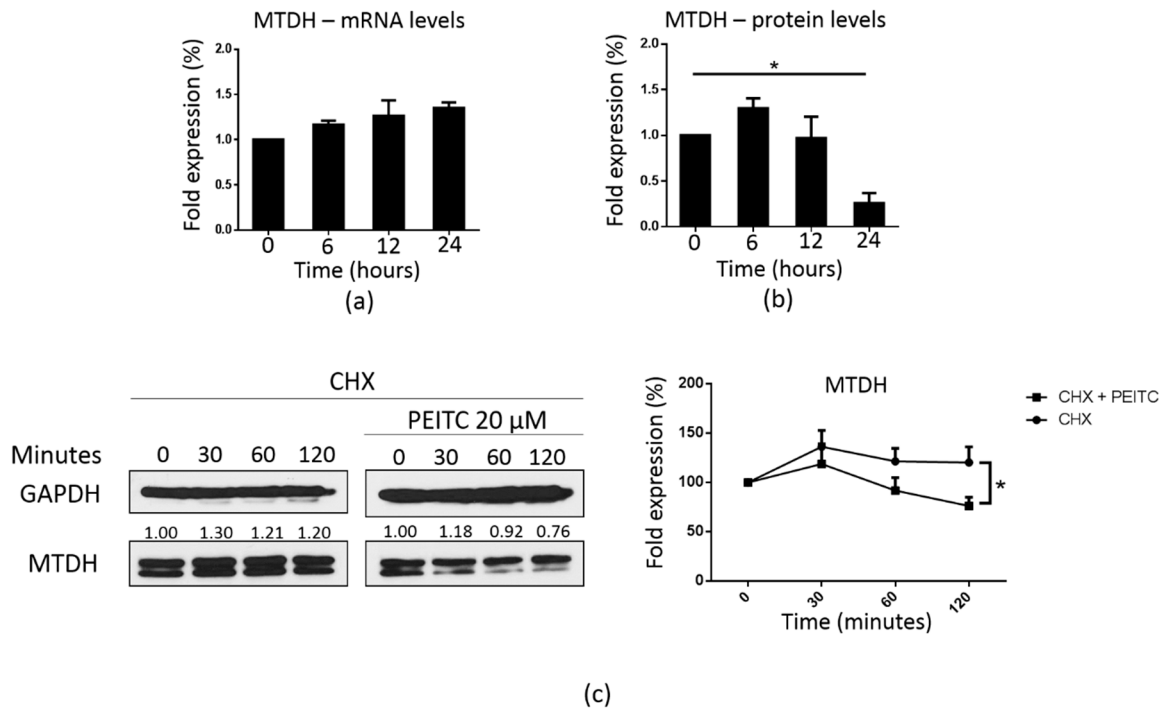 MTDH – mRNA levels
Fold expression (%)
2.0
1.5
1.0
0.5
0.0
0 6 12 24
Time (hours)
(a)
MTDH – protein levels
Fold expression (%)
2.0
1.5
1.0
0.5
0.0
*
0 6 12 24
Time (hours)
(b)
CHX
PEITC 20 µM
Minutes 0 30 60 120 0 30 60 120
GAPDH
1.00 1.30 1.21 1.20 1.00 1.18 0.92 0.76
MTDH
MTDH
Fold expression (%)
200
150
100
50
0
CHX + PEITC
CHX
*
0 30 60 120
Time (minutes)
(c)